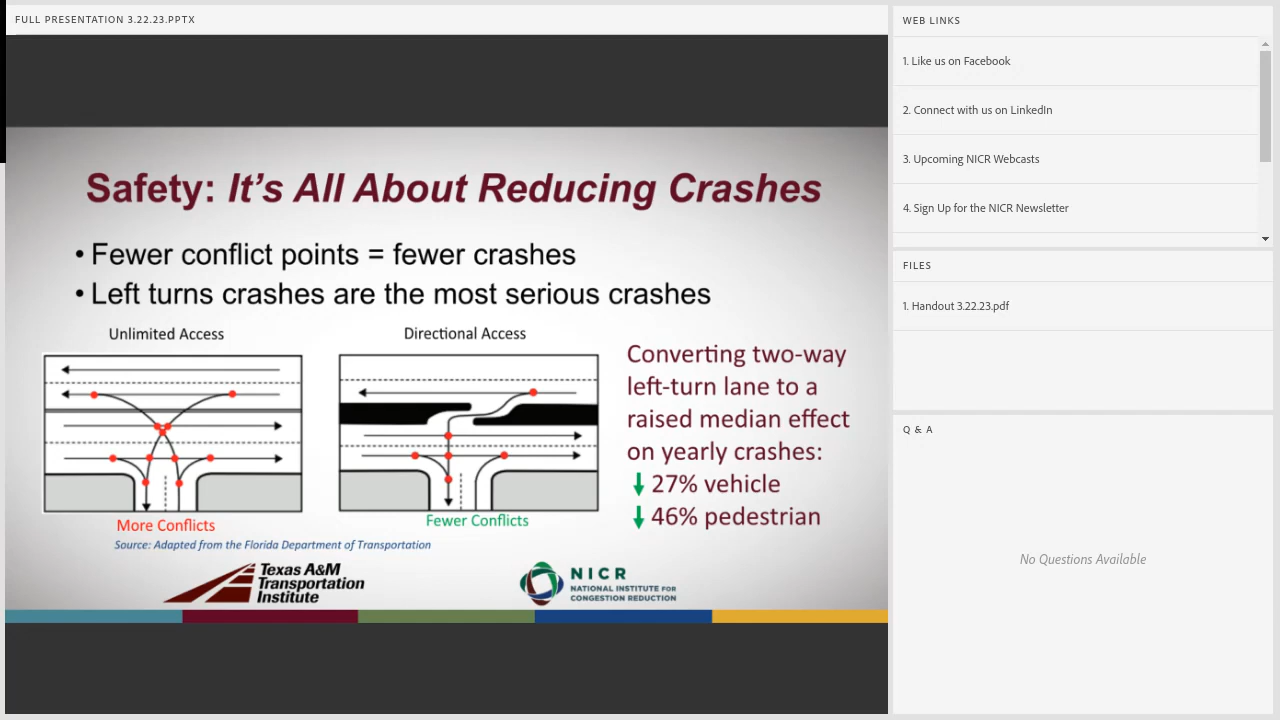 FULL PRESENTATION 3.22.23.PPTX
Safety: It's All About Reducing Crashes
• Fewer conflict points = fewer crashes
• Left turns crashes are the most serious crashes
Unlimited Access
Directional Access
More Conflicts
Fewer Conflicts
Source: Adapted from the Florida Department of Transportation
Converting two-way
left-turn lane to a
raised median effect
on yearly crashes:
27% vehicle
46% pedestrian
Texas A&M
Transportation
Institute
NICR
NATIONAL INSTITUTE FOR
CONGESTION REDUCTION
WEB LINKS
1. Like us on Facebook
2. Connect with us on LinkedIn
3. Upcoming NICR Webcasts
4. Sign Up for the NICR Newsletter
FILES
1. Handout 3.22.23.pdf
Q & A
No Questions Available